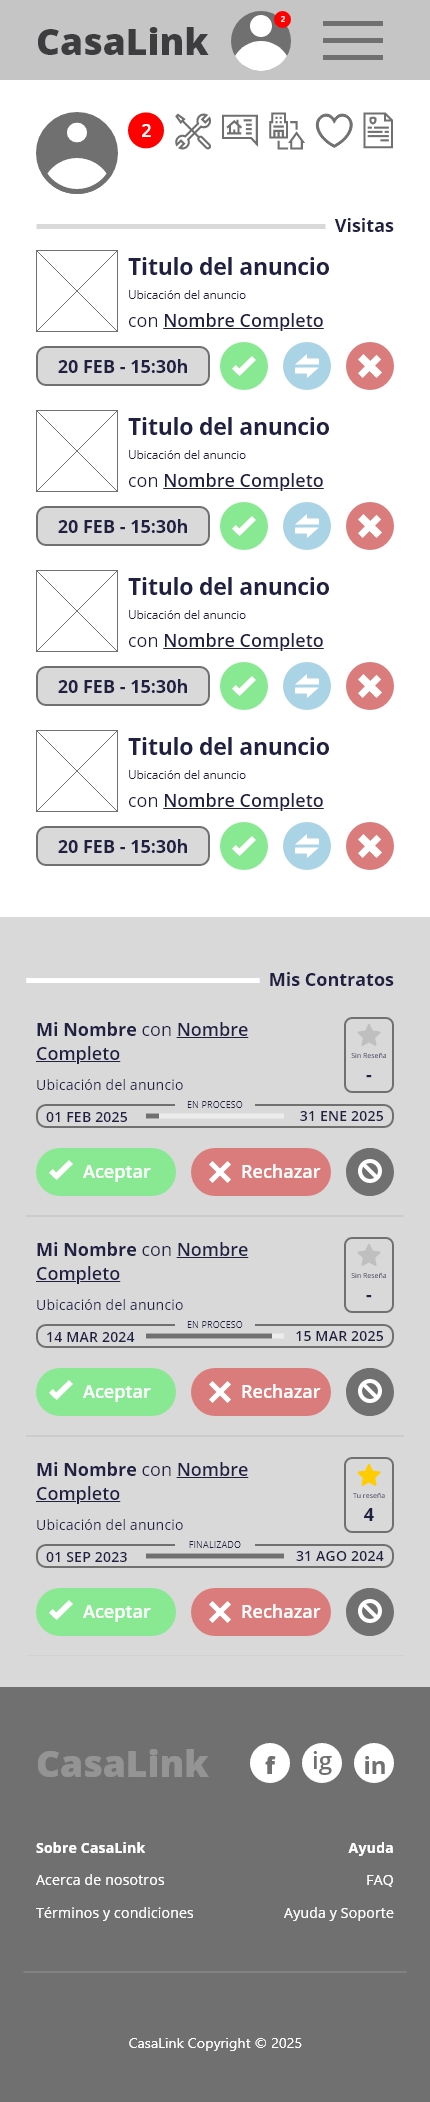 CasaLink
2
2
Visitas
Titulo del anuncio
Ubicación del anuncio
con Nombre Completo
20 FEB - 15:30h
Titulo del anuncio
Ubicación del anuncio
con Nombre Completo
20 FEB - 15:30h
Titulo del anuncio
Ubicación del anuncio
con Nombre Completo
20 FEB - 15:30h
Titulo del anuncio
Ubicación del anuncio
con Nombre Completo
20 FEB - 15:30h
Mis Contratos
Mi Nombre con Nombre
Completo
Sin Reseña
-
Ubicación del anuncio
EN PROCESO
01 FEB 2025
31 ENE 2025
Aceptar
Rechazar
Mi Nombre con Nombre
Completo
Sin Reseña
-
Ubicación del anuncio
EN PROCESO
14 MAR 2024
15 MAR 2025
Aceptar
Rechazar
Mi Nombre con Nombre
Completo
Tu reseña
4
Ubicación del anuncio
FINALIZADO
01 SEP 2023
31 AGO 2024
Aceptar
Rechazar
CasaLink
f
ig
in
Sobre CasaLink
Ayuda
Acerca de nosotros
FAQ
Términos y condiciones
Ayuda y Soporte
CasaLink Copyright © 2025